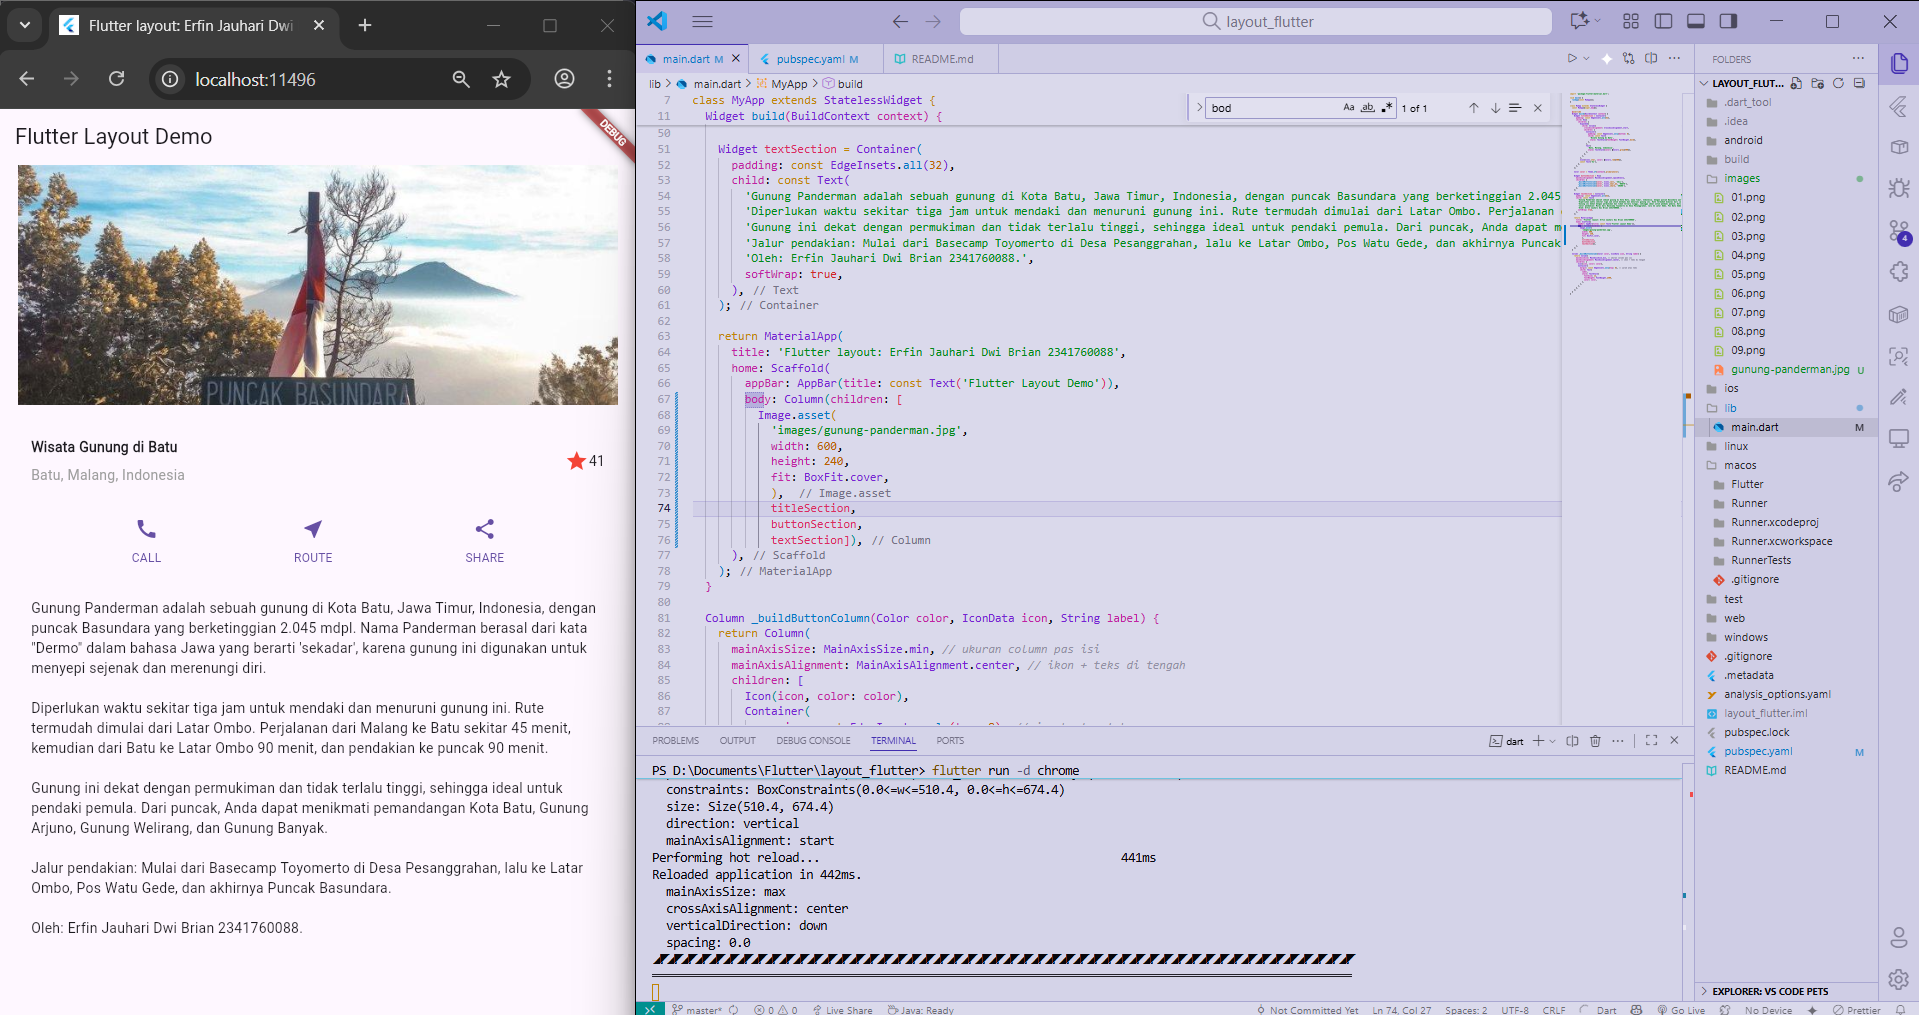 Flutter layout: Erfin Jauhari Dwi
localhost:11496
Flutter Layout Demo
DEBUG
PUNCAK BASUNDARA
Wisata Gunung di Batu
Batu, Malang, Indonesia
41
CALL
ROUTE
SHARE
Gunung Panderman adalah sebuah gunung di Kota Batu, Jawa Timur, Indonesia, dengan
puncak Basundara yang berketinggian 2.045 mdpl. Nama Panderman berasal dari kata
"Dermo" dalam bahasa Jawa yang berarti 'sekadar', karena gunung ini digunakan untuk
menyepi sejenak dan merenungi diri.
Diperlukan waktu sekitar tiga jam untuk mendaki dan menuruni gunung ini. Rute
termudah dimulai dari Latar Ombo. Perjalanan dari Malang ke Batu sekitar 45 menit,
kemudian dari Batu ke Latar Ombo 90 menit, dan pendakian ke puncak 90 menit.
Gunung ini dekat dengan permukiman dan tidak terlalu tinggi, sehingga ideal untuk
pendaki pemula. Dari puncak, Anda dapat menikmati pemandangan Kota Batu, Gunung
Arjuno, Gunung Welirang, dan Gunung Banyak.
Jalur pendakian: Mulai dari Basecamp Toyomerto di Desa Pesanggrahan, lalu ke Latar
Ombo, Pos Watu Gede, dan akhirnya Puncak Basundara.
Oleh: Erfin Jauhari Dwi Brian 2341760088.
layout_flutter
main.dart M
pubspec.yaml M
README.md
lib > main.dart > MyApp > build
bod
Aa ab .* 1 of 1
7 class MyApp extends StatelessWidget {
11 Widget build(BuildContext context) {
50
51 Widget textSection = Container(
52 padding: const EdgeInsets.all(32),
53 child: const Text(
54 'Gunung Panderman adalah sebuah gunung di Kota Batu, Jawa Timur, Indonesia, dengan puncak Basundara yang berketinggian 2.045
55 'Diperlukan waktu sekitar tiga jam untuk mendaki dan menuruni gunung ini. Rute termudah dimulai dari Latar Ombo. Perjalanan
56 'Gunung ini dekat dengan permukiman dan tidak terlalu tinggi, sehingga ideal untuk pendaki pemula. Dari puncak, Anda dapat m
57 'Jalur pendakian: Mulai dari Basecamp Toyomerto di Desa Pesanggrahan, lalu ke Latar Ombo, Pos Watu Gede, dan akhirnya Puncak
58 'Oleh: Erfin Jauhari Dwi Brian 2341760088.',
59 softWrap: true,
60 ), // Text
61 ); // Container
62
63 return MaterialApp(
64 title: 'Flutter layout: Erfin Jauhari Dwi Brian 2341760088',
65 home: Scaffold(
66 appBar: AppBar(title: const Text('Flutter Layout Demo')),
67 body: Column(children: [
68 Image.asset(
69 'images/gunung-panderman.jpg',
70 width: 600,
71 height: 240,
72 fit: BoxFit.cover,
73 ), // Image.asset
74 titleSection,
75 buttonSection,
76 textSection]), // Column
77 ), // Scaffold
78 ); // MaterialApp
79 }
80
81 Column _buildButtonColumn(Color color, IconData icon, String label) {
82 return Column(
83 mainAxisSize: MainAxisSize.min, // ukuran column pas isi
84 mainAxisAlignment: MainAxisAlignment.center, // ikon + teks di tengah
85 children: [
86 Icon(icon, color: color),
87 Container(
PROBLEMS
OUTPUT
DEBUG CONSOLE
TERMINAL
PORTS
dart
PS D:\Documents\Flutter\layout_flutter> flutter run -d chrome
constraints: BoxConstraints(0.0<=w<=510.4, 0.0<=h<=674.4)
size: Size(510.4, 674.4)
direction: vertical
mainAxisAlignment: start
Performing hot reload... 441ms
Reloaded application in 442ms.
mainAxisSize: max
crossAxisAlignment: center
verticalDirection: down
spacing: 0.0
FOLDERS
LAYOUT_FLUT...
.dart_tool
.idea
android
build
images
01.png
02.png
03.png
04.png
05.png
06.png
07.png
08.png
09.png
gunung-panderman.jpg U
ios
lib
main.dart M
linux
macos
Flutter
Runner
Runner.xcodeproj
Runner.xcworkspace
RunnerTests
.gitignore
test
web
windows
.gitignore
.metadata
analysis_options.yaml
layout_flutter.iml
pubspec.lock
pubspec.yaml M
README.md
EXPLORER: VS CODE PETS
4
master*
0 0
Live Share
Java: Ready
Not Committed Yet
Ln 74, Col 27
Spaces: 2
UTF-8
CRLF
Dart
Go Live
No Device
Prettier